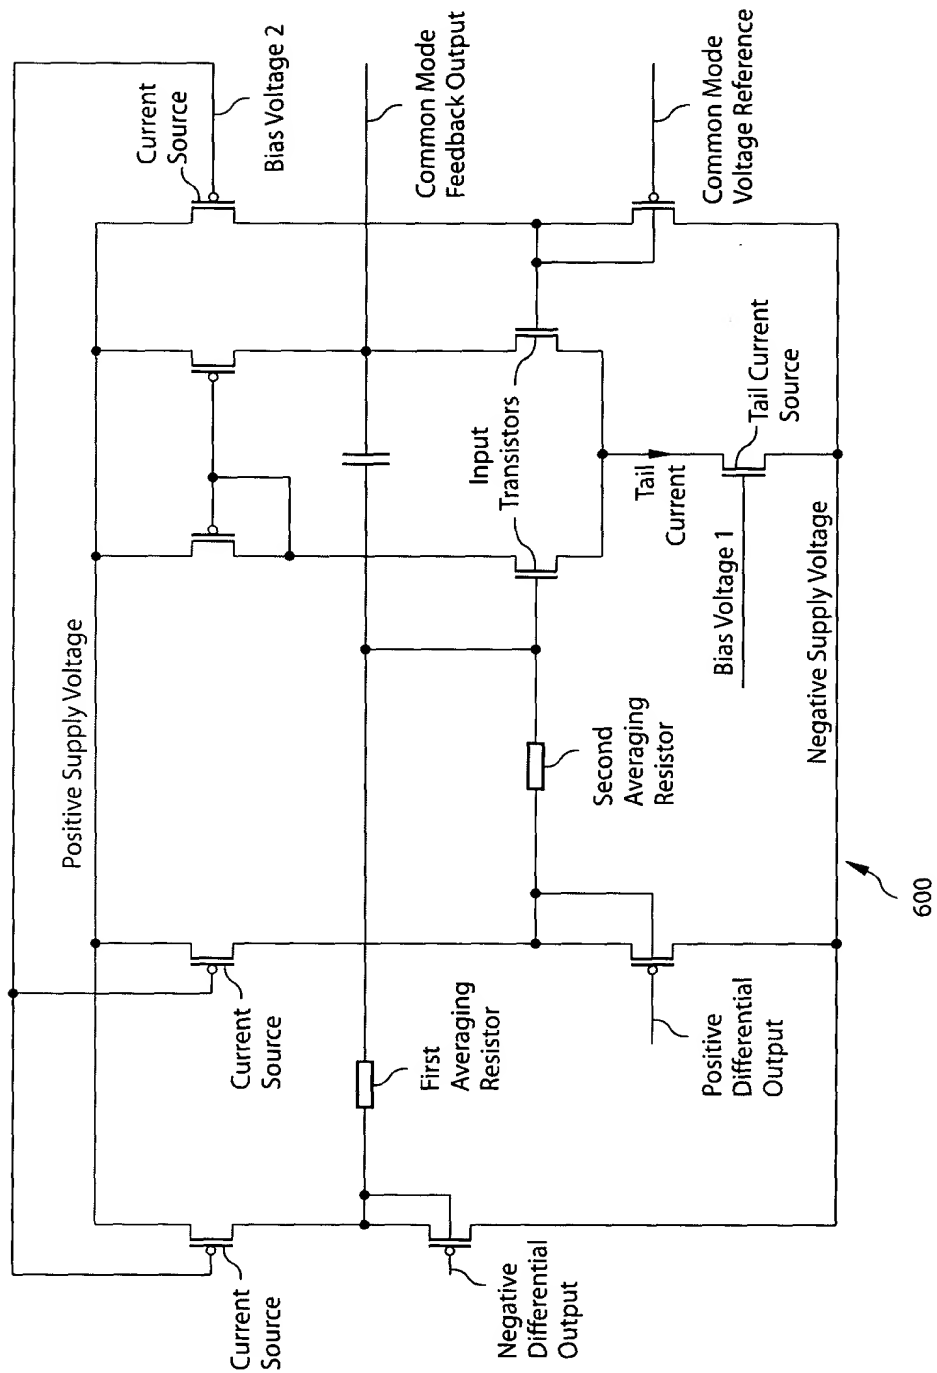 Bias Voltage 2
Current
Source
Common Mode
Feedback Output
Common Mode
Voltage Reference
Positive Supply Voltage
Input
Transistors
Tail
Current
Tail Current
Source
Bias Voltage 1
Negative Supply Voltage
Second
Averaging
Resistor
First
Averaging
Resistor
Current
Source
Current
Source
Positive
Differential
Output
Negative
Differential
Output
600